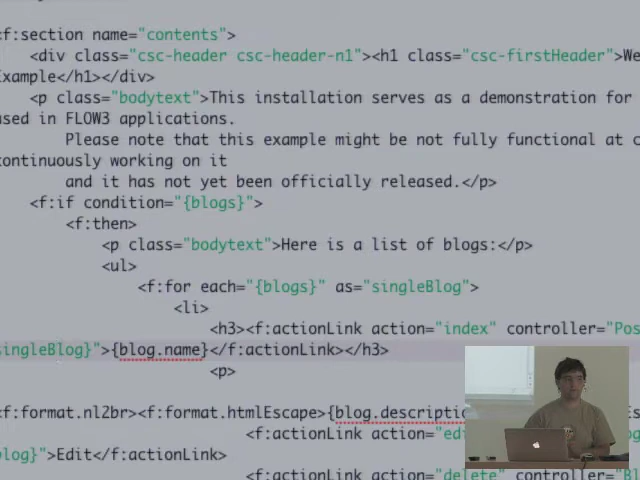 <f:section name="contents">
<div class="csc-header csc-header-n1"><h1 class="csc-firstHeader">We
Example</h1></div>
<p class="bodytext">This installation serves as a demonstration for
used in FLOW3 applications.
Please note that this example might be not fully functional at c
continuously working on it
and it has not yet been officially released.</p>
<f:if condition="{blogs}">
<f:then>
<p class="bodytext">Here is a list of blogs:</p>
<ul>
<f:for each="{blogs}" as="singleBlog">
<li>
<h3><f:actionLink action="index" controller="Pos
singleBlog}">{blog.name}</f:actionLink></h3>
<p>
<f:format.nl2br><f:format.htmlEscape>{blog.descriptio
<f:actionLink action="ed
blog}">Edit</f:actionLink>
<f:actionLink action="delete" controller="Bl